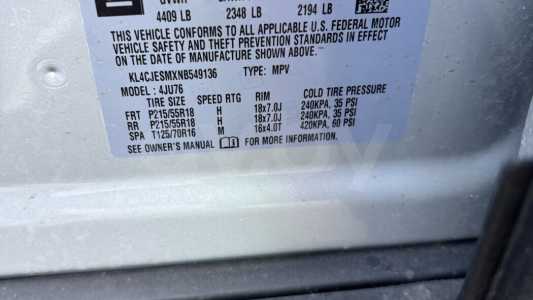 4409 LB 2348 LB 2194 LB
THIS VEHICLE CONFORMS TO ALL APPLICABLE U.S. FEDERAL MOTOR
VEHICLE SAFETY AND THEFT PREVENTION STANDARDS IN EFFECT
ON THE DATE OF MANUFACTURE SHOWN ABOVE.
KL4CJESMXNB549136 TYPE: MPV
MODEL: 4JU76
TIRE SIZE SPEED RTG RIM COLD TIRE PRESSURE
FRT P215/55R18 H 18x7.0J 240KPA, 35 PSI
RR P215/55R18 H 18x7.0J 240KPA, 35 PSI
SPA T125/70R16 M 16x4.0T 420KPA, 60 PSI
SEE OWNER'S MANUAL FOR MORE INFORMATION.